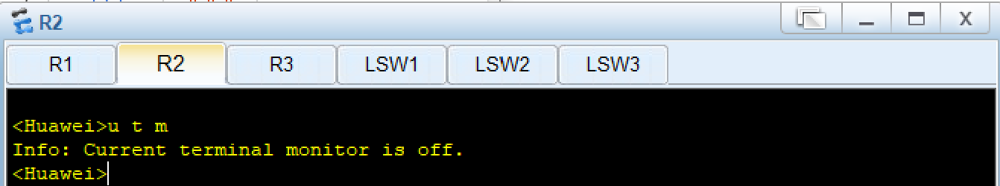 R2
R1 R2 R3 LSW1 LSW2 LSW3
<Huawei>u t m
Info: Current terminal monitor is off.
<Huawei>